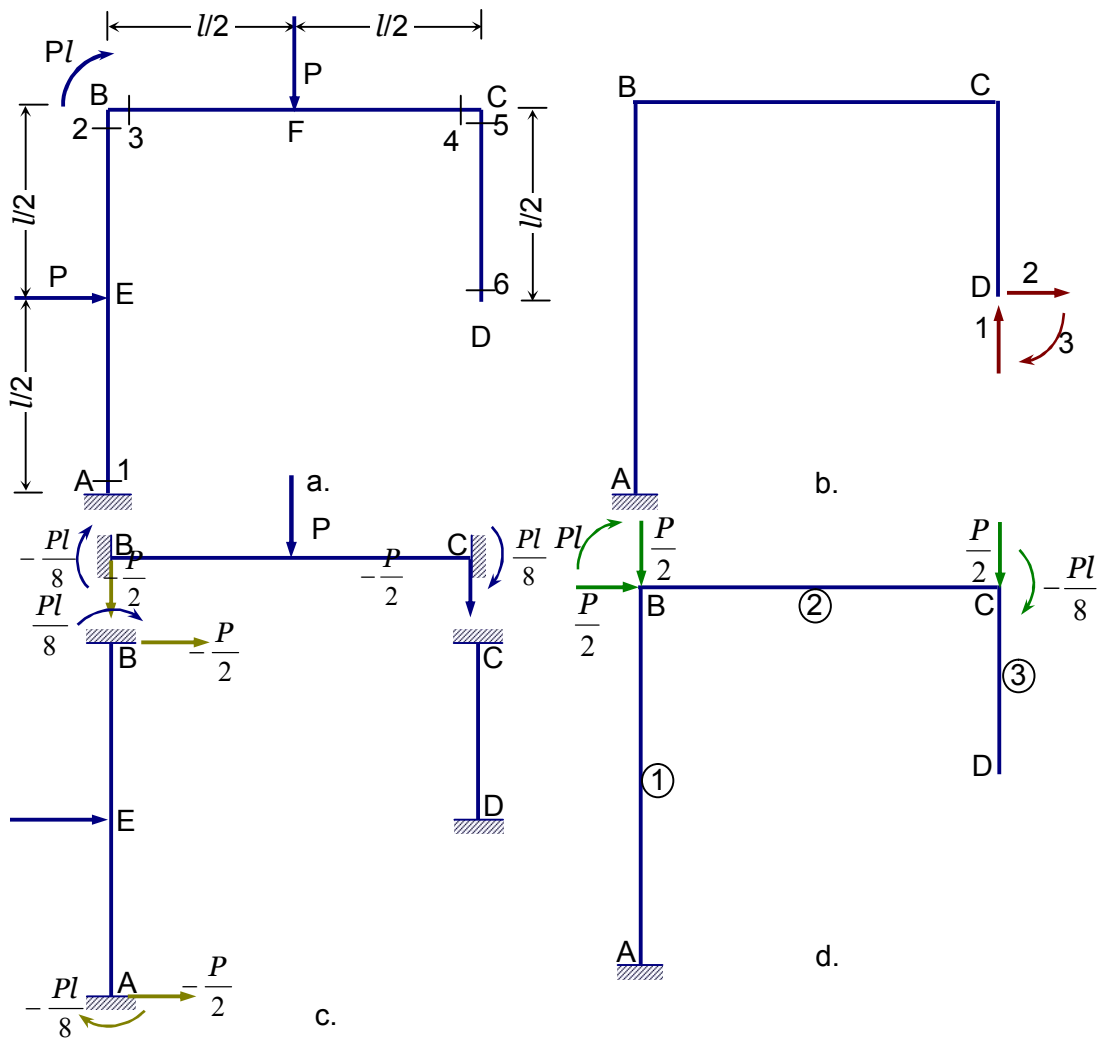 l/2 l/2
Pl
P
B C
2 3 F 4 5
l/2 l/2
P
E 6
D
l/2
A 1
a.
B C
D 2
1 3
A
b.
P
B C
-Pl/8 -P/2 -P/2 Pl/8
Pl/8
B -P/2 C
E D
A -P/2
-Pl/8
c.
Pl P/2 P/2
P/2 B 2 C -Pl/8
3
1 D
A
d.